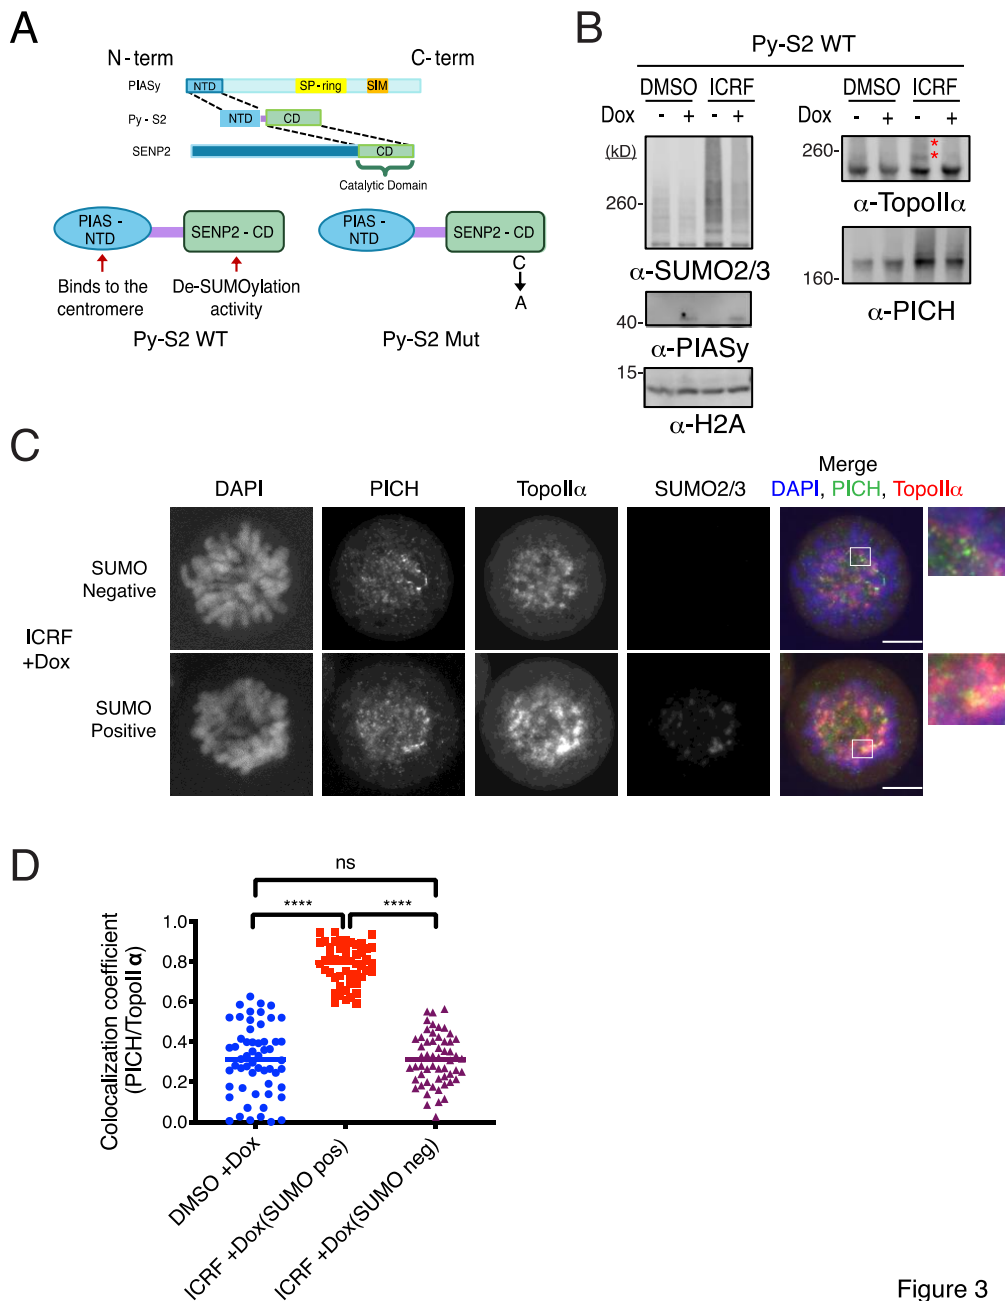 A
N-term
C-term
PIASy
NTD
SP-ring
SIM
Py - S2
NTD
CD
SENP2
CD
Catalytic Domain
PIAS -
NTD
SENP2 - CD
Binds to the
centromere
De-SUMOylation
activity
Py-S2 WT
PIAS -
NTD
SENP2 - CD
C
A
Py-S2 Mut
B
Py-S2 WT
DMSO ICRF
Dox - + - +
(kD)
260
α-SUMO2/3
40
α-PIASy
15
α-H2A
DMSO ICRF
- + - +
260
*
*
α-TopoIIα
160
α-PICH
C
DAPI
PICH
TopoIIα
SUMO2/3
Merge
DAPI, PICH, TopoIIα
ICRF
+Dox
SUMO
Negative
SUMO
Positive
D
ns
**** ****
Colocalization coefficient
(PICH/TopoII α)
1.0
0.8
0.6
0.4
0.2
0.0
DMSO +Dox
ICRF +Dox(SUMO pos)
ICRF +Dox(SUMO neg)
Figure 3